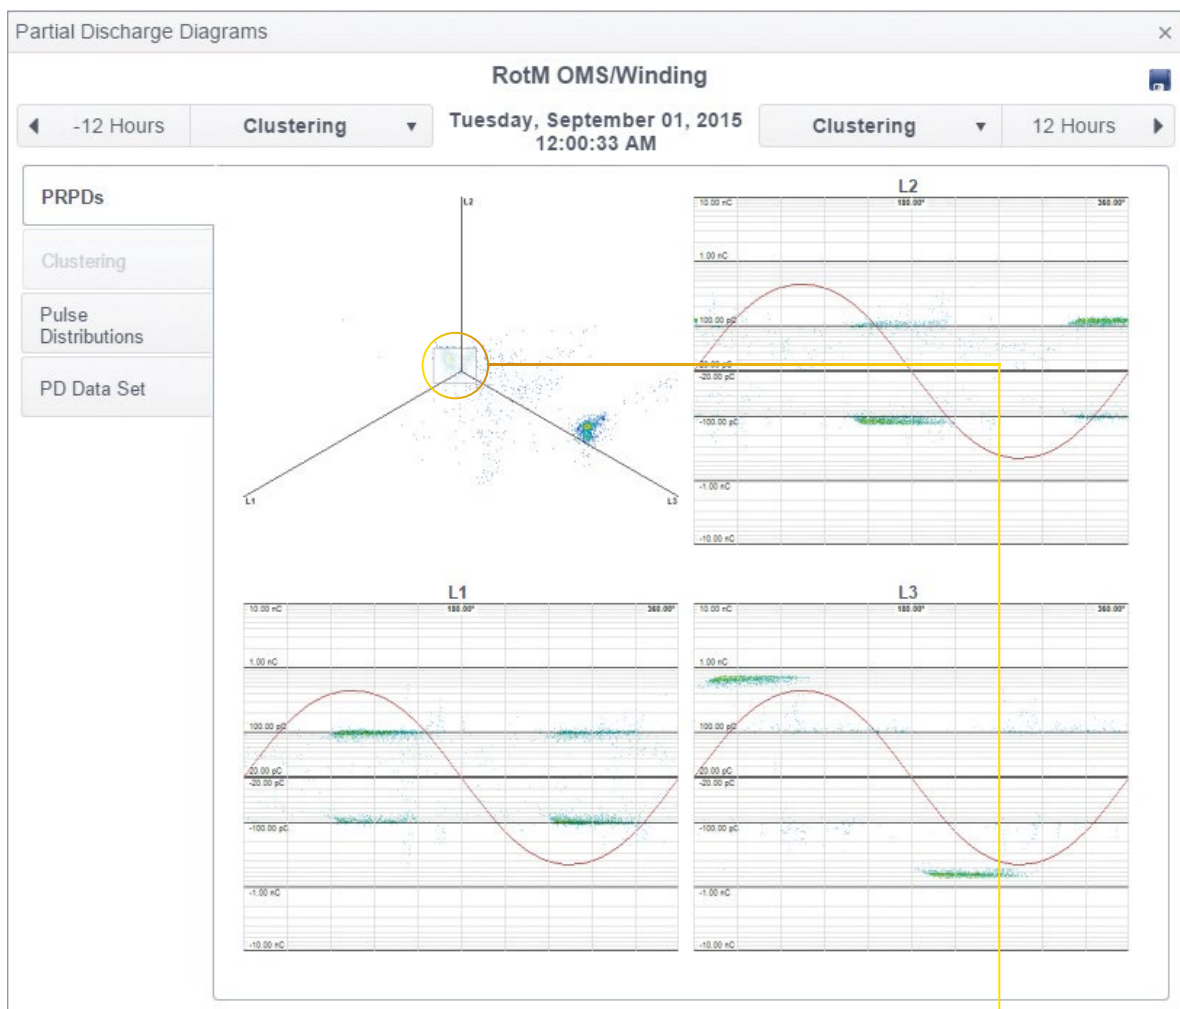 Partial Discharge Diagrams
×
RotM OMS/Winding
-12 Hours
Clustering
Tuesday, September 01, 2015
12:00:33 AM
Clustering
12 Hours
PRPDs
Clustering
Pulse
Distributions
PD Data Set
L2
L1
L3
L2
10.00 nC
180.00°
360.00°
1.00 nC
100.00 pC
20.00 pC
-20.00 pC
-100.00 pC
-1.00 nC
-10.00 nC
L1
10.00 nC
180.00°
360.00°
1.00 nC
100.00 pC
20.00 pC
-20.00 pC
-100.00 pC
-1.00 nC
-10.00 nC
L3
10.00 nC
180.00°
360.00°
1.00 nC
100.00 pC
20.00 pC
-20.00 pC
-100.00 pC
-1.00 nC
-10.00 nC